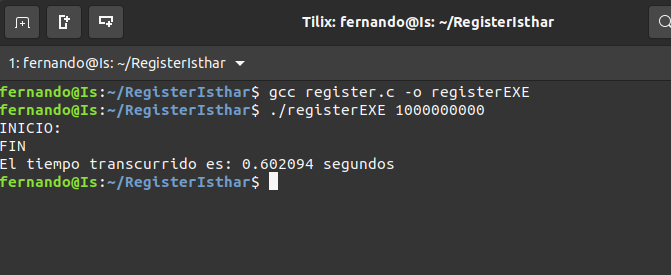 Tilix: fernando@Is: ~/RegisterIsthar
1: fernando@Is: ~/RegisterIsthar
fernando@Is:~/RegisterIsthar$ gcc register.c -o registerEXE
fernando@Is:~/RegisterIsthar$ ./registerEXE 1000000000
INICIO:
FIN
El tiempo transcurrido es: 0.602094 segundos
fernando@Is:~/RegisterIsthar$